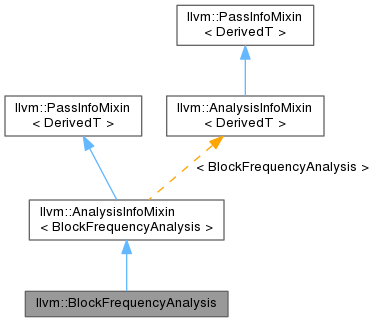 llvm::PassInfoMixin
< DerivedT >
llvm::PassInfoMixin
< DerivedT >
llvm::AnalysisInfoMixin
< DerivedT >
< BlockFrequencyAnalysis >
llvm::AnalysisInfoMixin
< BlockFrequencyAnalysis >
llvm::BlockFrequencyAnalysis